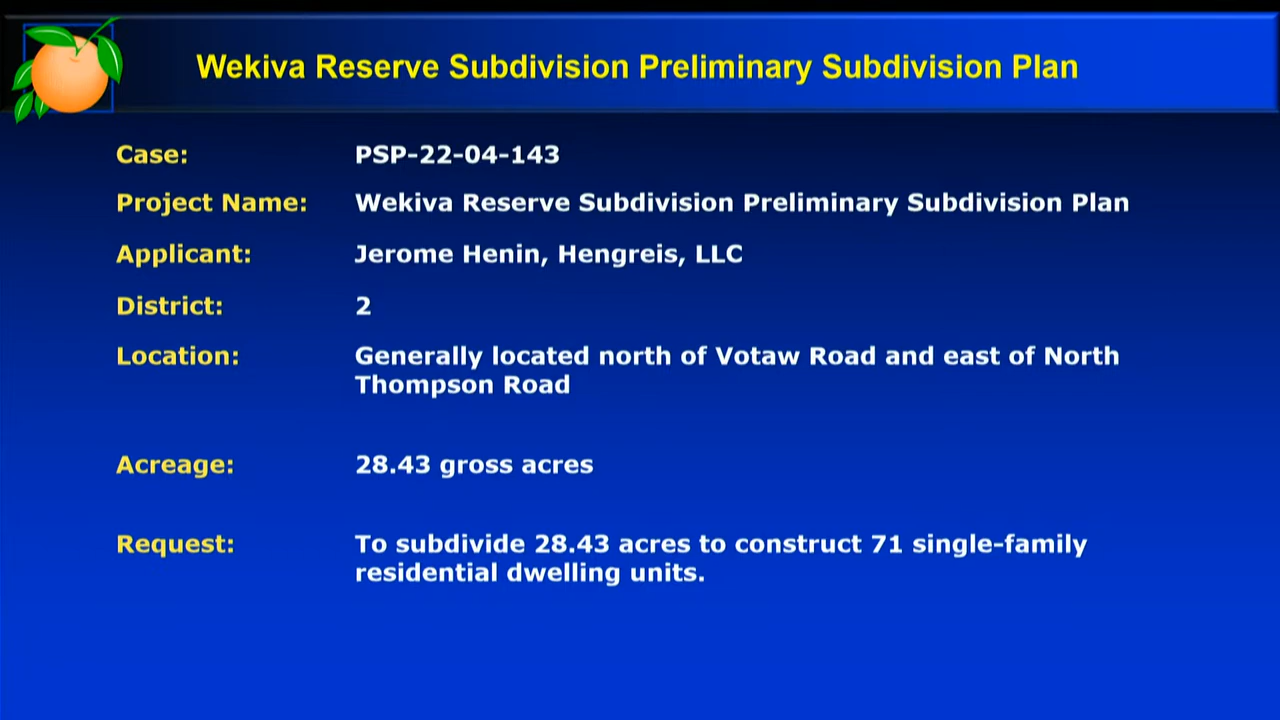 Wekiva Reserve Subdivision Preliminary Subdivision Plan
Case: PSP-22-04-143
Project Name: Wekiva Reserve Subdivision Preliminary Subdivision Plan
Applicant: Jerome Henin, Hengreis, LLC
District: 2
Location: Generally located north of Votaw Road and east of North
Thompson Road
Acreage: 28.43 gross acres
Request: To subdivide 28.43 acres to construct 71 single-family
residential dwelling units.